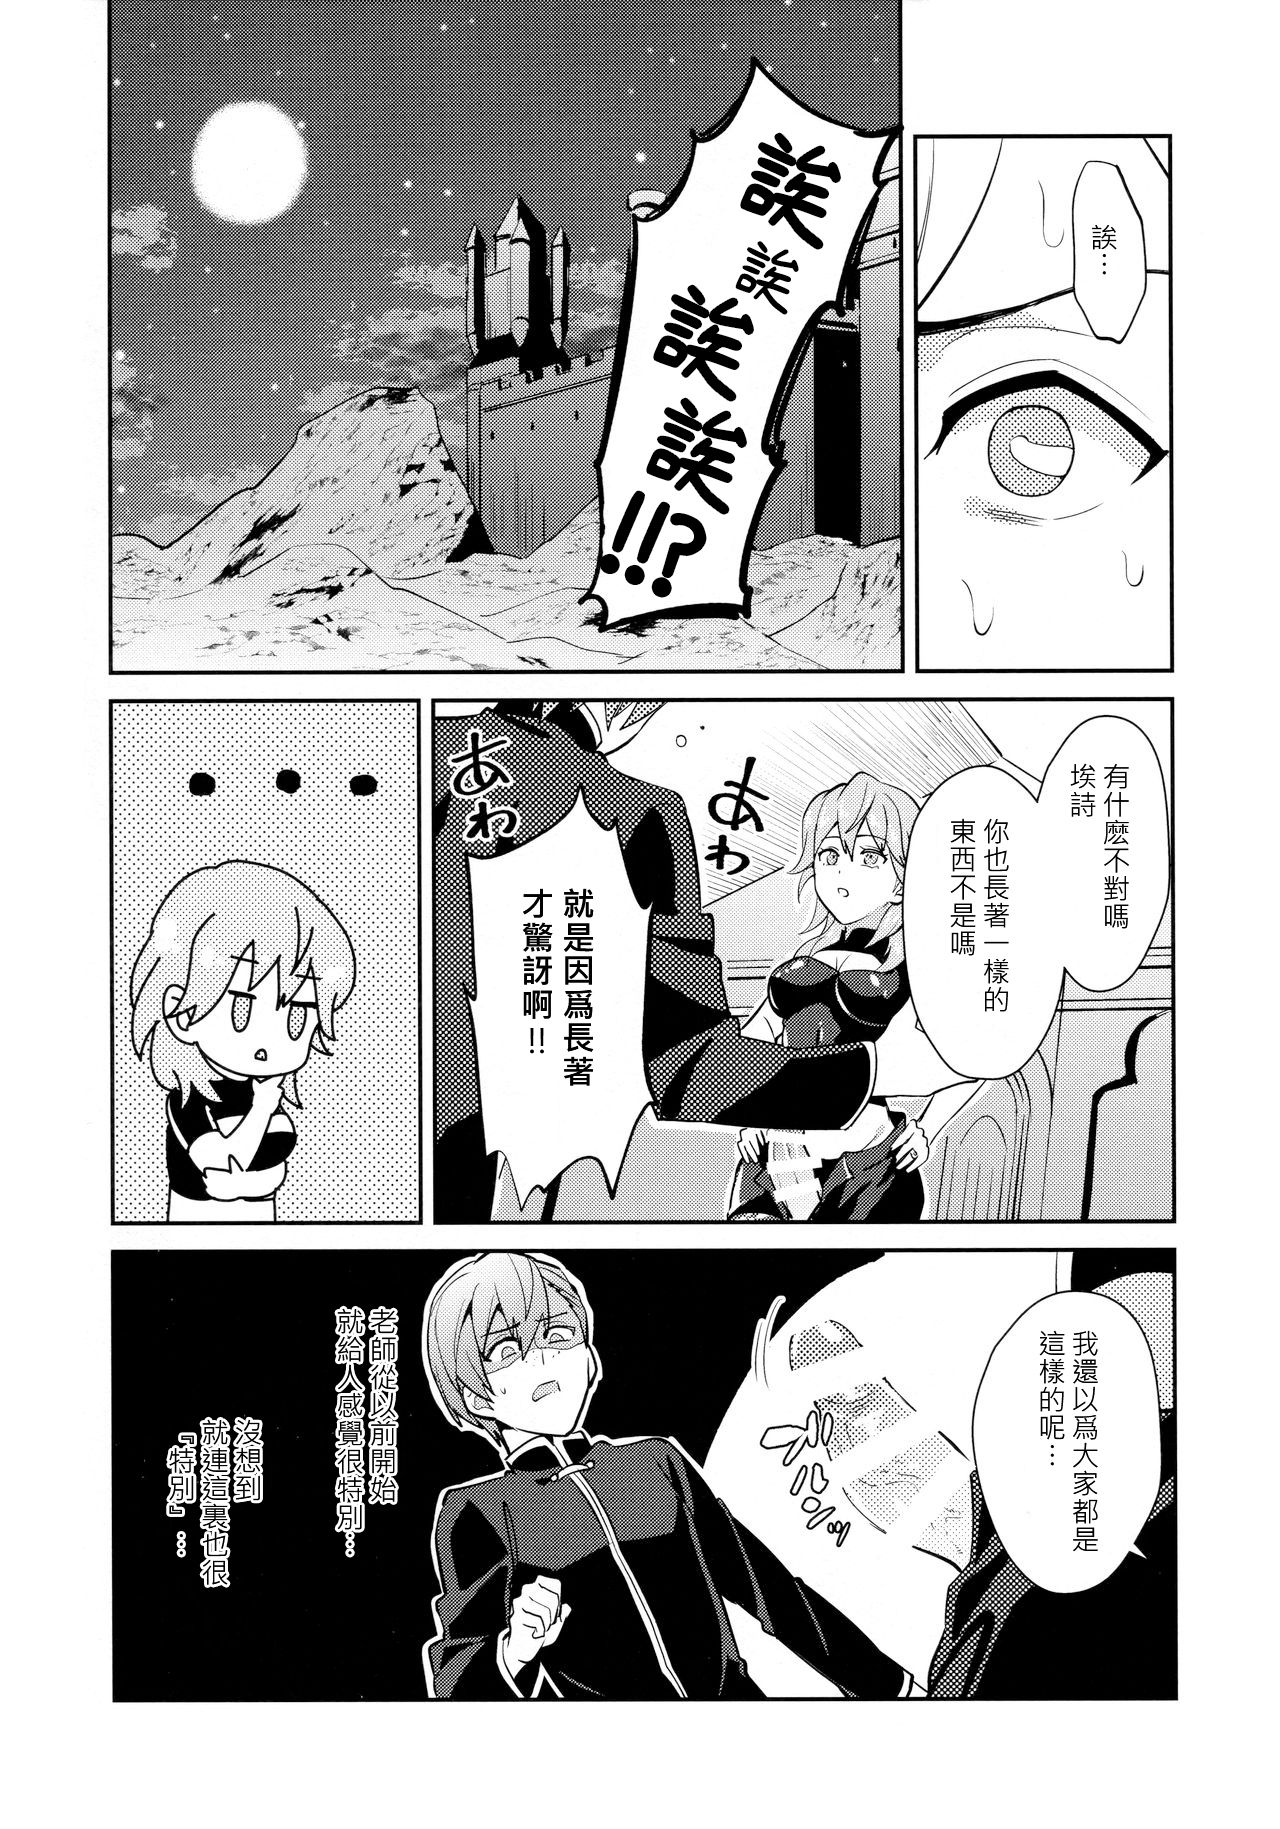 誒…
誒
誒
誒
誒
!!!?
有什麼不對嗎
埃詩
你也長著一樣的
東西不是嗎
あわ
あわ
就是因爲長著
才驚訝啊!!
我還以爲大家都是
這樣的呢…
老師從以前開始
就給人感覺很特別…
沒想到
就連這裏也很
『特別』…